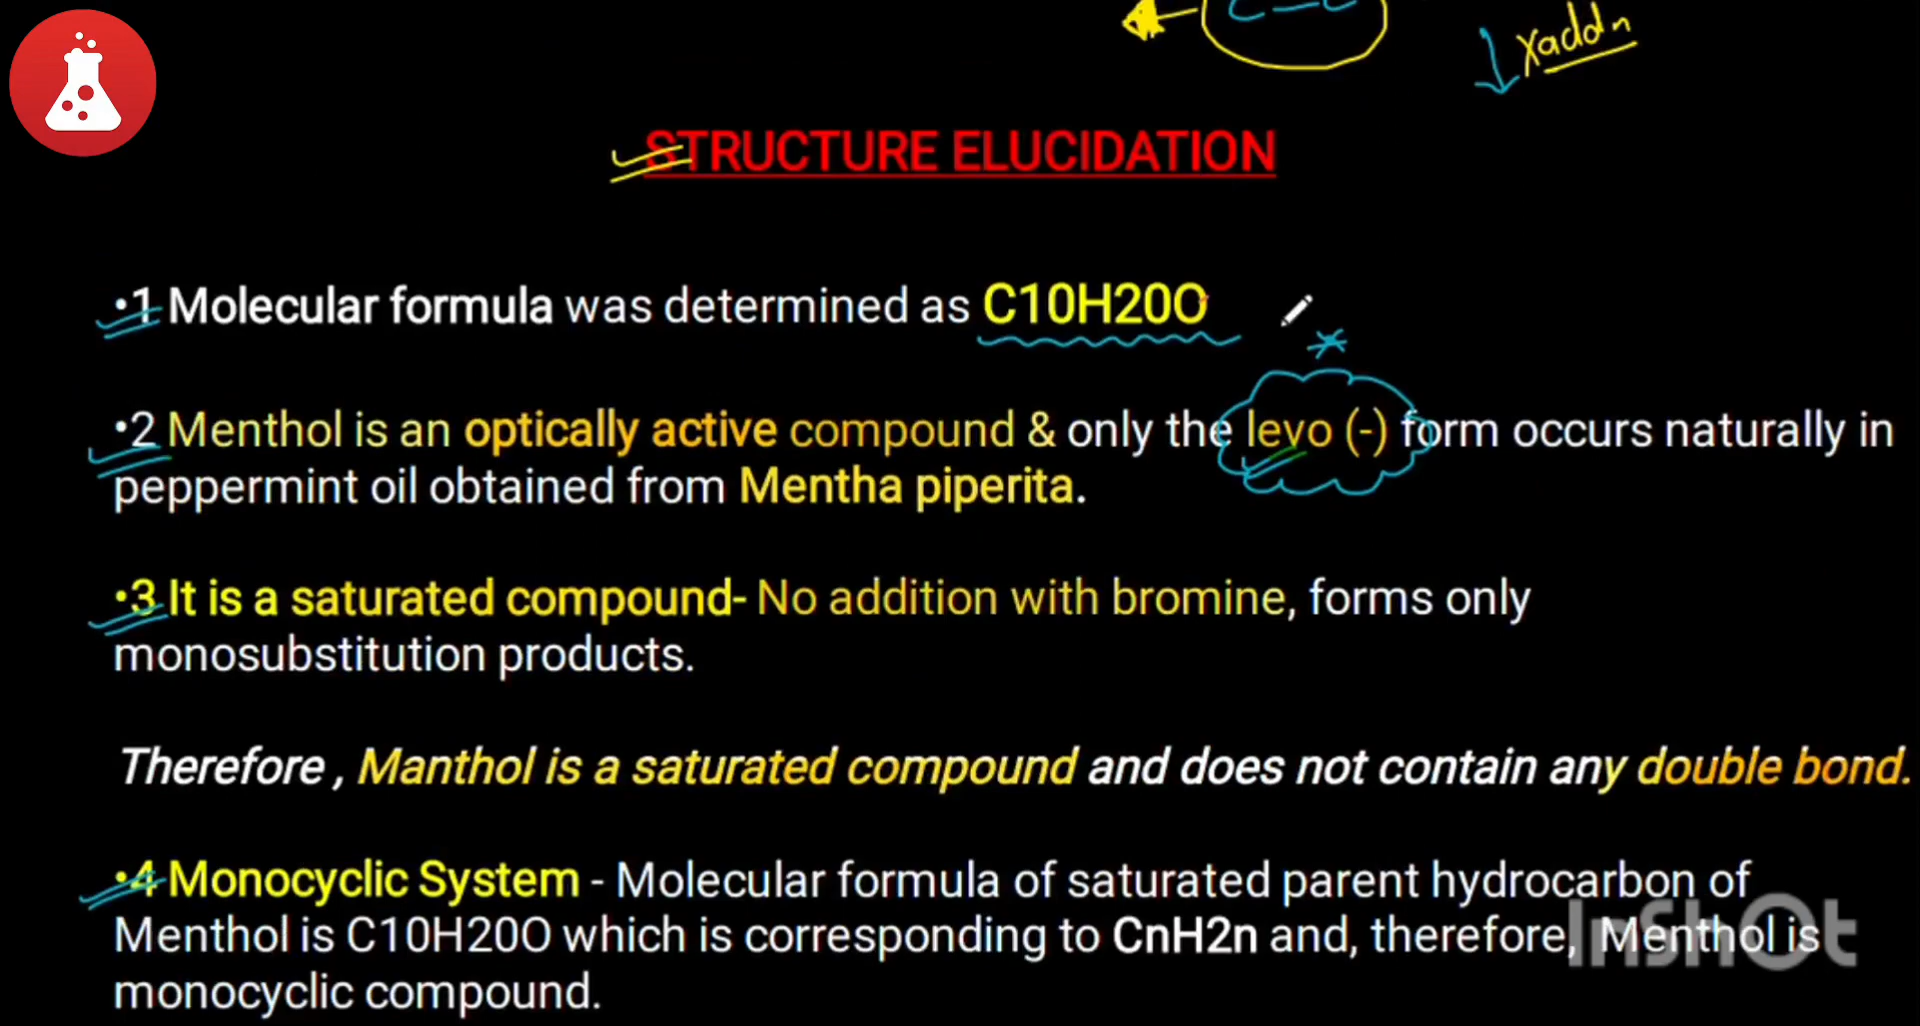 C=C
Xaddn
STRUCTURE ELUCIDATION
•1 Molecular formula was determined as C10H20O
•2 Menthol is an optically active compound & only the levo (-) form occurs naturally in
peppermint oil obtained from Mentha piperita.
•3 It is a saturated compound- No addition with bromine, forms only
monosubstitution products.
Therefore , Manthol is a saturated compound and does not contain any double bond.
•4 Monocyclic System - Molecular formula of saturated parent hydrocarbon of
Menthol is C10H20O which is corresponding to CnH2n and, therefore, Menthol is
monocyclic compound.
InShOt